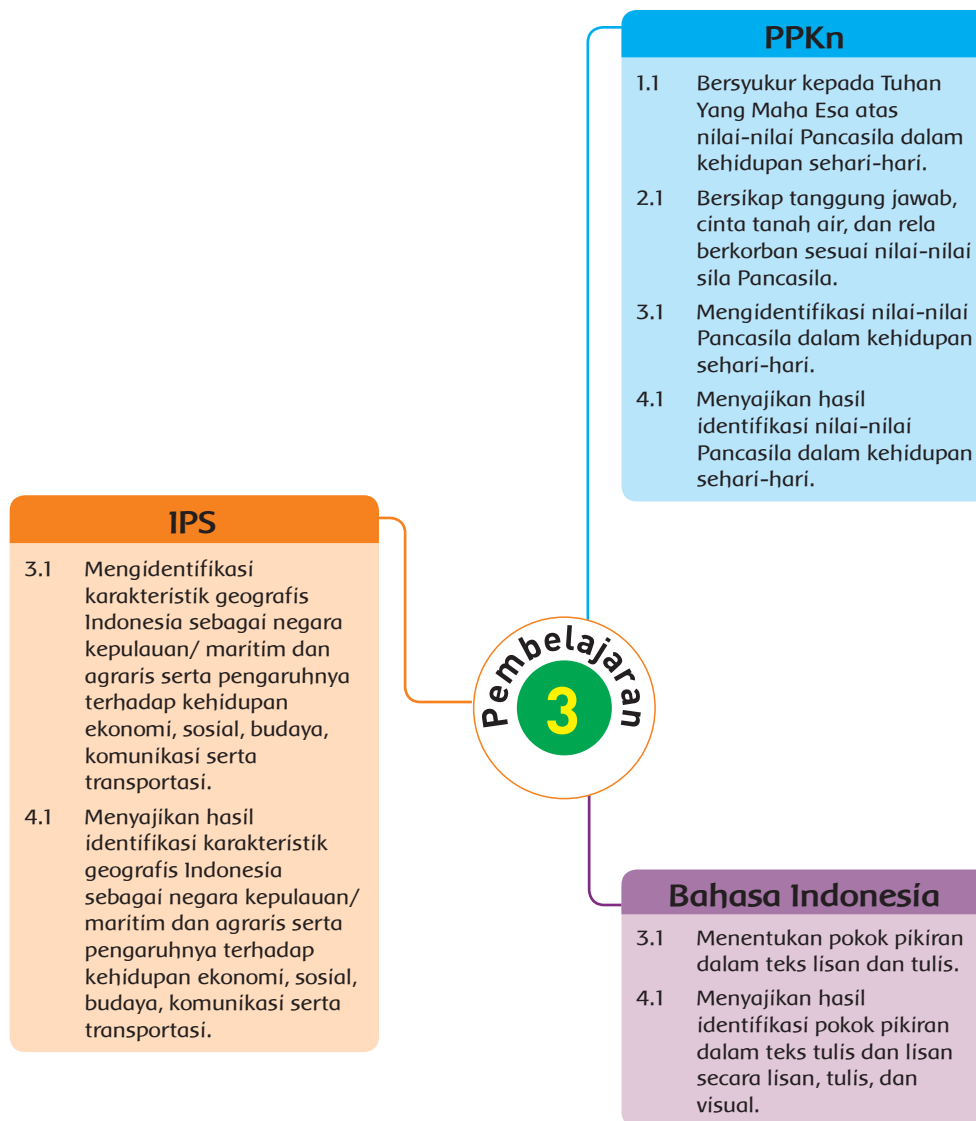 PPKn
1.1 Bersyukur kepada Tuhan
Yang Maha Esa atas
nilai-nilai Pancasila dalam
kehidupan sehari-hari.
2.1 Bersikap tanggung jawab,
cinta tanah air, dan rela
berkorban sesuai nilai-nilai
sila Pancasila.
3.1 Mengidentifikasi nilai-nilai
Pancasila dalam kehidupan
sehari-hari.
4.1 Menyajikan hasil
identifikasi nilai-nilai
Pancasila dalam kehidupan
sehari-hari.
IPS
3.1 Mengidentifikasi
karakteristik geografis
Indonesia sebagai negara
kepulauan/ maritim dan
agraris serta pengaruhnya
terhadap kehidupan
ekonomi, sosial, budaya,
komunikasi serta
transportasi.
4.1 Menyajikan hasil
identifikasi karakteristik
geografis Indonesia
sebagai negara kepulauan/
maritim dan agraris serta
pengaruhnya terhadap
kehidupan ekonomi, sosial,
budaya, komunikasi serta
transportasi.
Pembelajaran
3
Bahasa Indonesia
3.1 Menentukan pokok pikiran
dalam teks lisan dan tulis.
4.1 Menyajikan hasil
identifikasi pokok pikiran
dalam teks tulis dan lisan
secara lisan, tulis, dan
visual.